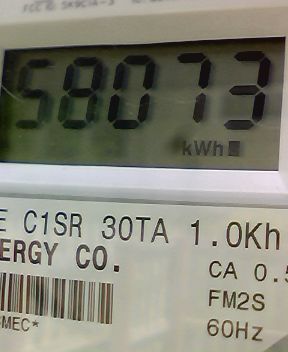 58073
kWh
E C1SR 30TA 1.0Kh
ERGY CO.
CA 0.5
FM2S
MEC*
60Hz